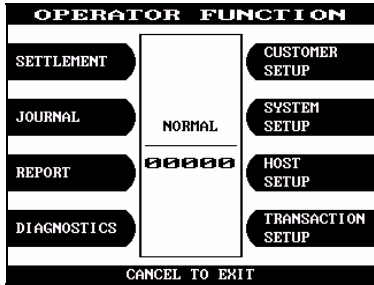 OPERATOR FUNCTION
SETTLEMENT
JOURNAL
REPORT
DIAGNOSTICS
NORMAL
00000
CUSTOMER
SETUP
SYSTEM
SETUP
HOST
SETUP
TRANSACTION
SETUP
CANCEL TO EXIT